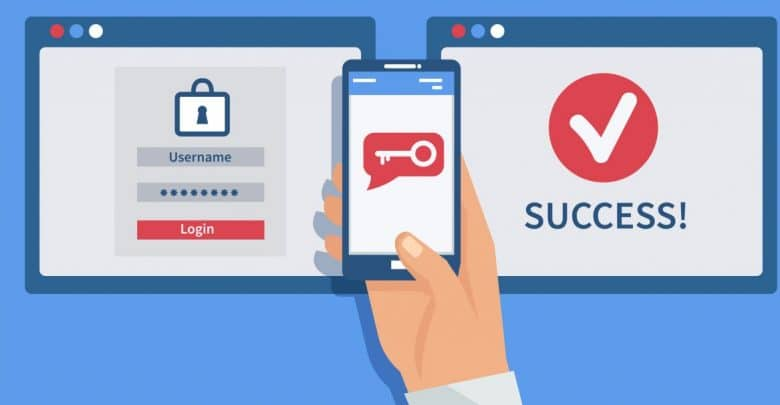 Username
********
Login
SUCCESS!